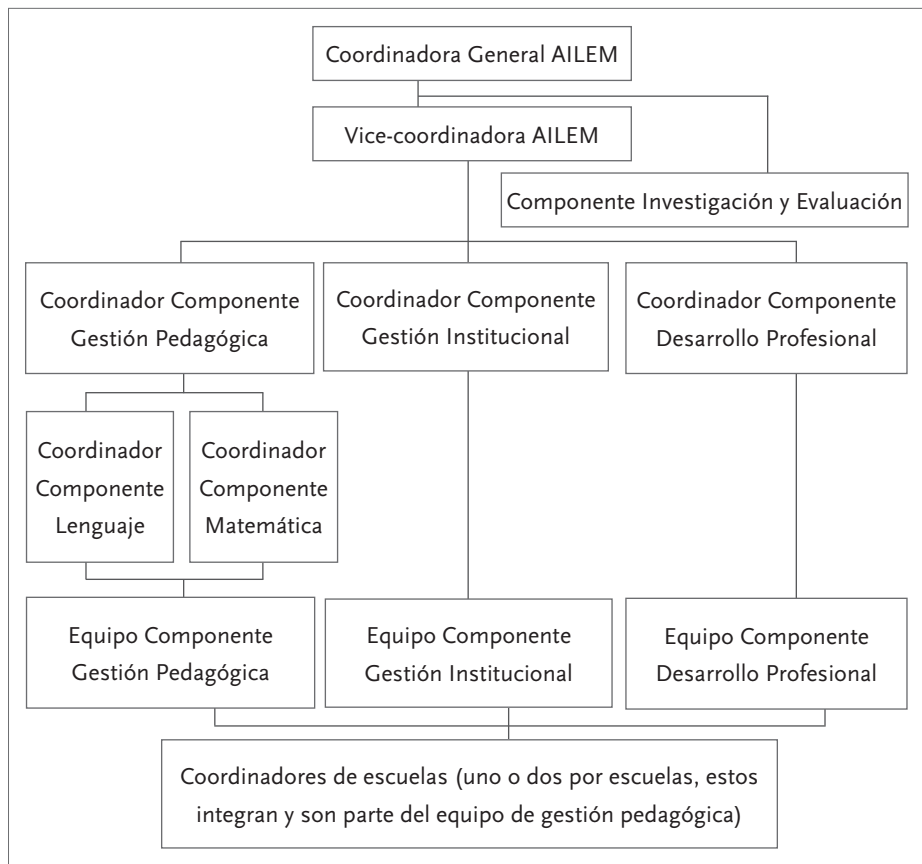 Coordinadora General AILEM
Vice-coordinadora AILEM
Componente Investigación y Evaluación
Coordinador Componente
Gestión Pedagógica
Coordinador Componente
Gestión Institucional
Coordinador Componente
Desarrollo Profesional
Coordinador
Componente
Lenguaje
Coordinador
Componente
Matemática
Equipo Componente
Gestión Pedagógica
Equipo Componente
Gestión Institucional
Equipo Componente
Desarrollo Profesional
Coordinadores de escuelas (uno o dos por escuelas, estos
integran y son parte del equipo de gestión pedagógica)